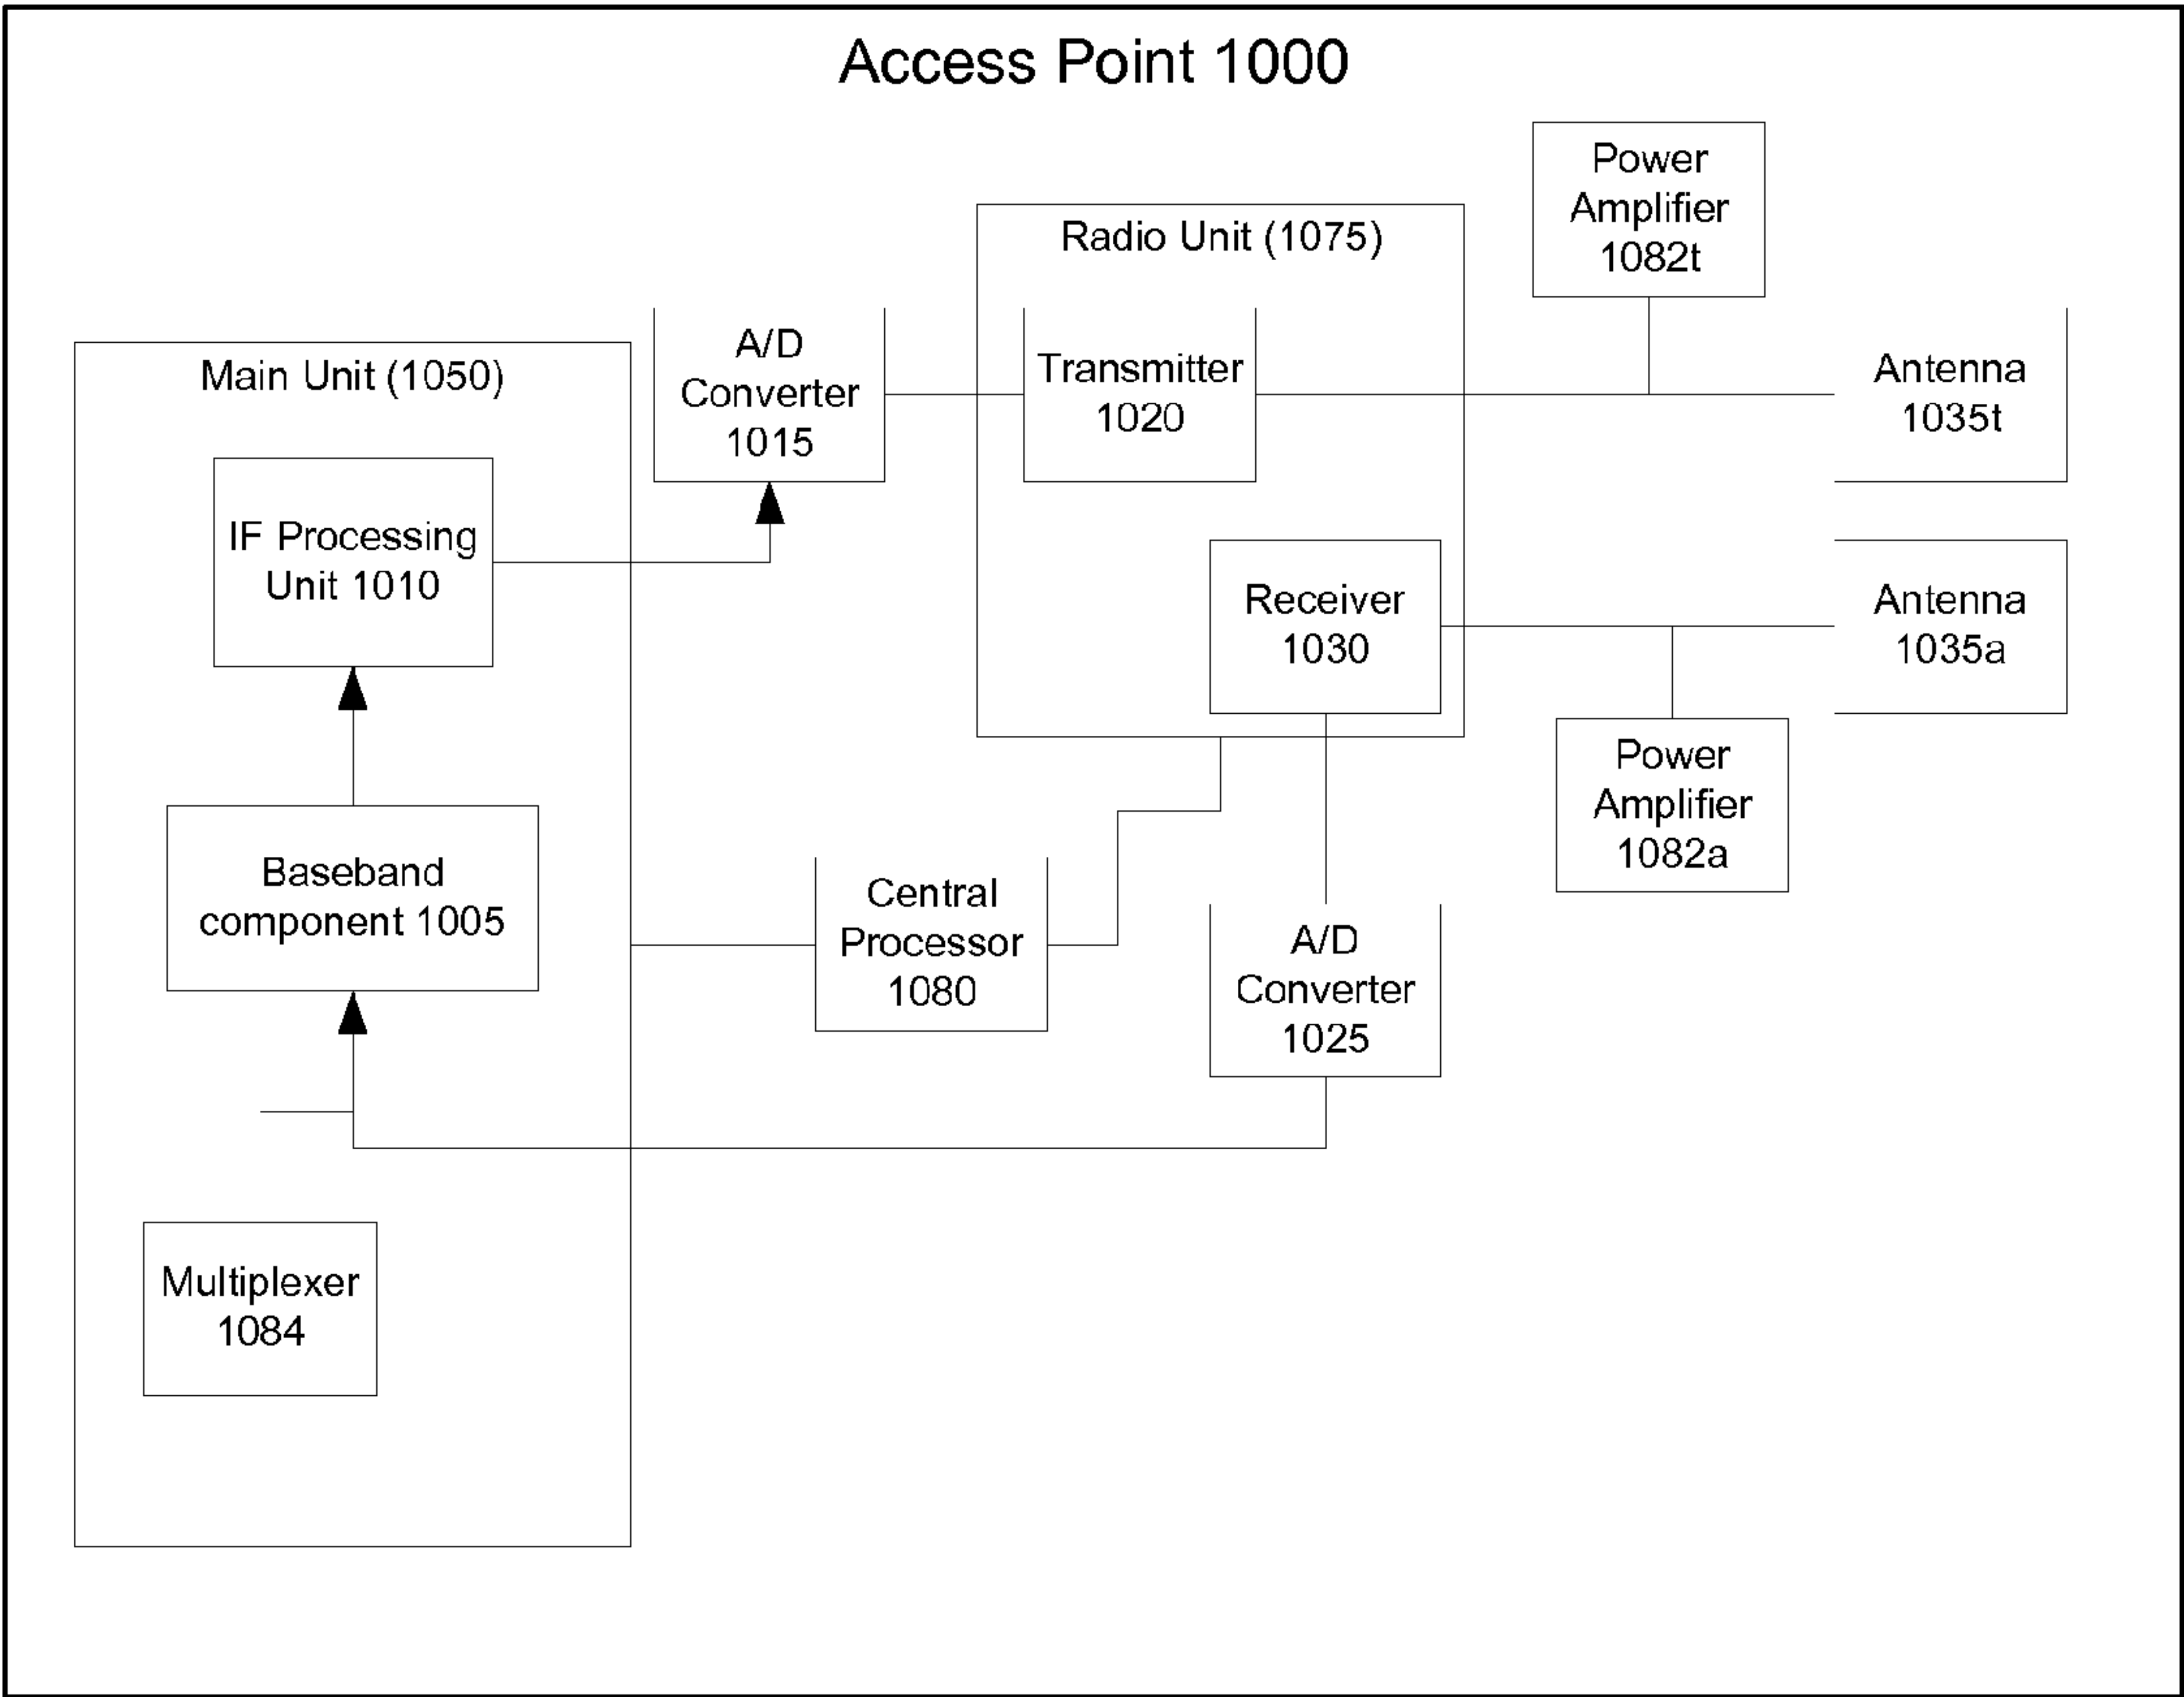 Access Point 1000
Power
Amplifier
1082t
Radio Unit (1075)
A/D
Converter
1015
Transmitter
1020
Antenna
1035t
Main Unit (1050)
IF Processing
Unit 1010
Receiver
1030
Antenna
1035a
Power
Amplifier
1082a
Baseband
component 1005
Central
Processor
1080
A/D
Converter
1025
Multiplexer
1084